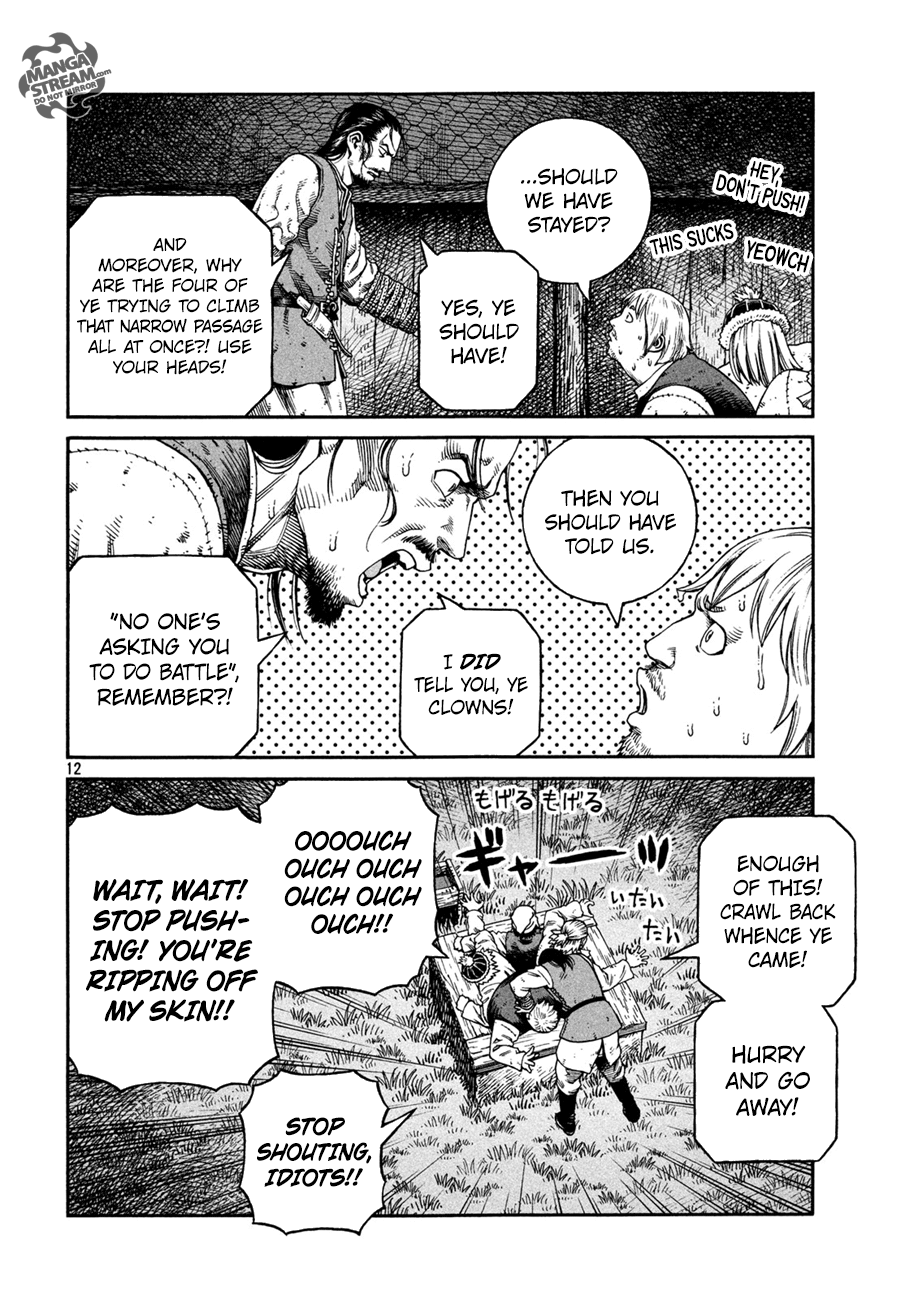 MANGA
STREAM.com
DO NOT MIRROR
...SHOULD
WE HAVE
STAYED?
HEY,
DON'T PUSH!
THIS SUCKS
YEOWCH
YES, YE
SHOULD
HAVE!
AND
MOREOVER, WHY
ARE THE FOUR OF
YE TRYING TO CLIMB
THAT NARROW PASSAGE
ALL AT ONCE?! USE
YOUR HEADS!
THEN YOU
SHOULD HAVE
TOLD US.
I DID
TELL YOU, YE
CLOWNS!
"NO ONE'S
ASKING YOU
TO DO BATTLE",
REMEMBER?!
12
ENOUGH
OF THIS!
CRAWL BACK
WHENCE YE
CAME!
HURRY
AND GO
AWAY!
もげるもげる
ギャーッ
いたい
たい
OOOOUCH
OUCH OUCH
OUCH OUCH
OUCH!!
WAIT, WAIT!
STOP PUSH-
ING! YOU'RE
RIPPING OFF
MY SKIN!!
STOP
SHOUTING,
IDIOTS!!